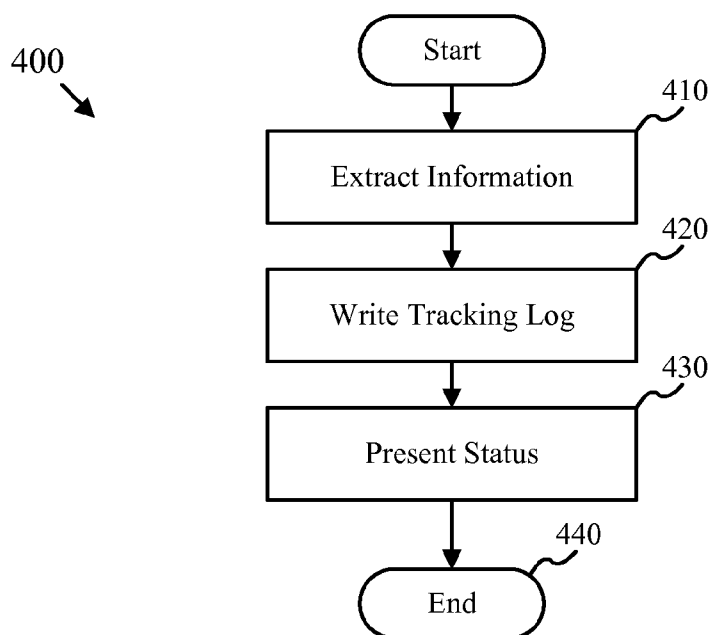 Start
400
410
Extract Information
420
Write Tracking Log
430
Present Status
440
End